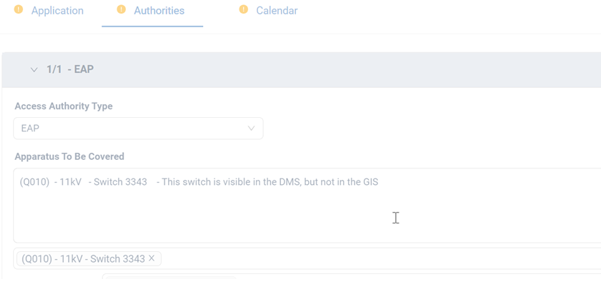 Application
Authorities
Calendar
1/1 - EAP
Access Authority Type
EAP
Apparatus To Be Covered
(Q010) - 11kV - Switch 3343 - This switch is visible in the DMS, but not in the GIS
(Q010) - 11kV - Switch 3343 ×